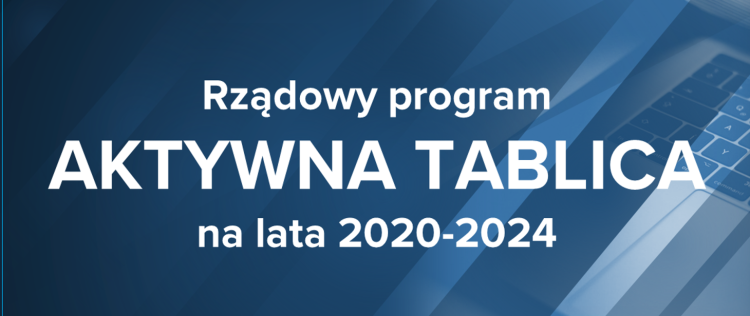 Rządowy program
AKTYWNA TABLICA
na lata 2020-2024